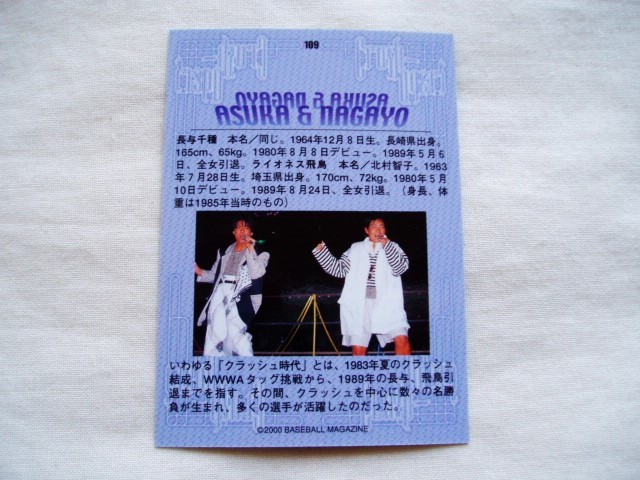 109
ASUKA & NAGAYO
ASUKA & NAGAYO
長与千種　本名／同じ。1964年12月8日生。長崎県出身。
165cm、65kg。1980年8月8日デビュー。1989年5月6
日、全女引退。ライオネス飛鳥　本名／北村智子。1963
年7月28日生。埼玉県出身。170cm、72kg。1980年5月
10日デビュー。1989年8月24日、全女引退。（身長、体
重は1985年当時のもの）
いわゆる「クラッシュ時代」とは、1983年夏のクラッシュ
結成、WWWAタッグ挑戦から、1989年の長与、飛鳥引
退までを指す。その間、クラッシュを中心に数々の名勝
負が生まれ、多くの選手が活躍したのだった。
©2000 BASEBALL MAGAZINE